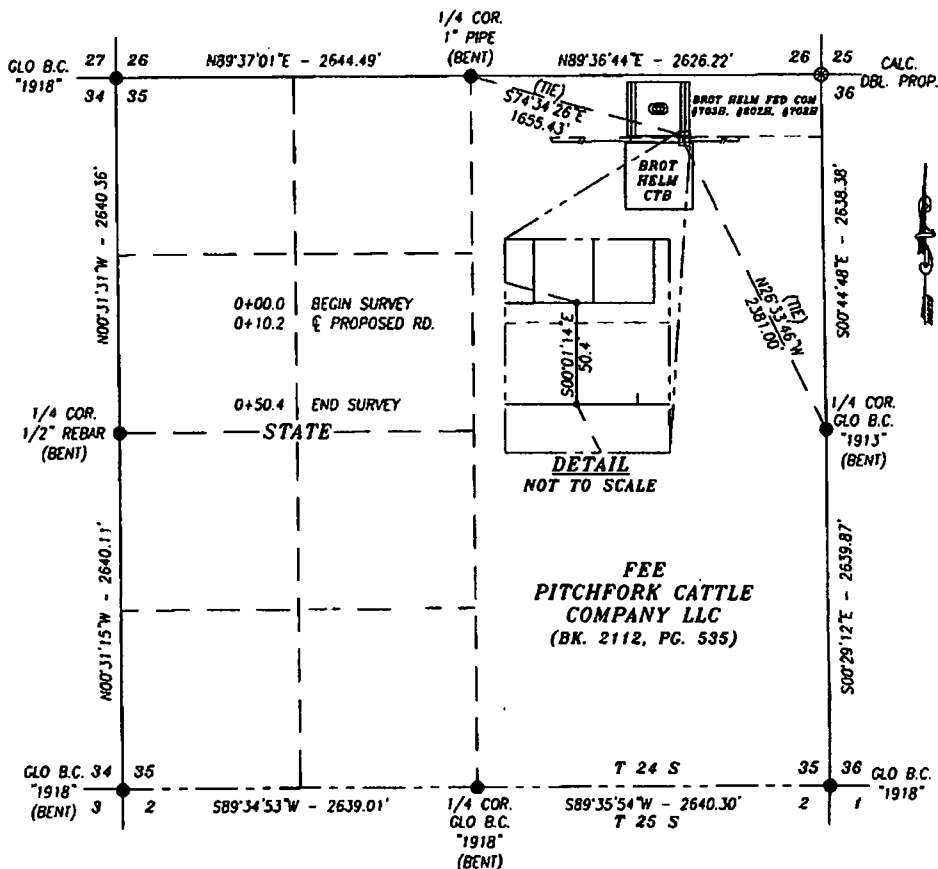 1/4 COR.
1" PIPE
(BENT)
27 26
N89°37'01"E - 2644.49'
N89°36'44"E - 2626.22'
26 25
GLO B.C.
"1918"
34 35
36
CALC.
DBL. PROP.
(TIE)
S74°34'26"E
1655.43'
BROT HELM FED COM
#703H, #602H, #702H
BROT
HELM
CTB
N00°31'31"W - 2640.36'
S00°44'48"E - 2638.38'
0+00.0 BEGIN SURVEY
0+10.2 ℄ PROPOSED RD.
0+50.4 END SURVEY
S00°01'14"E
50.4'
(TIE)
N26°33'46"W
2381.00'
1/4 COR.
1/2" REBAR
(BENT)
STATE
1/4 COR.
GLO B.C.
"1913"
(BENT)
DETAIL
NOT TO SCALE
FEE
PITCHFORK CATTLE
COMPANY LLC
(BK. 2112, PG. 535)
N00°31'15"W - 2640.11'
S00°29'12"E - 2639.87'
GLO B.C.
"1918"
(BENT)
34 35
3 2
S89°34'53"W - 2639.01'
1/4 COR.
GLO B.C.
"1918"
(BENT)
T 24 S
S89°35'54"W - 2640.30'
T 25 S
35 36
2 1
GLO B.C.
"1918"